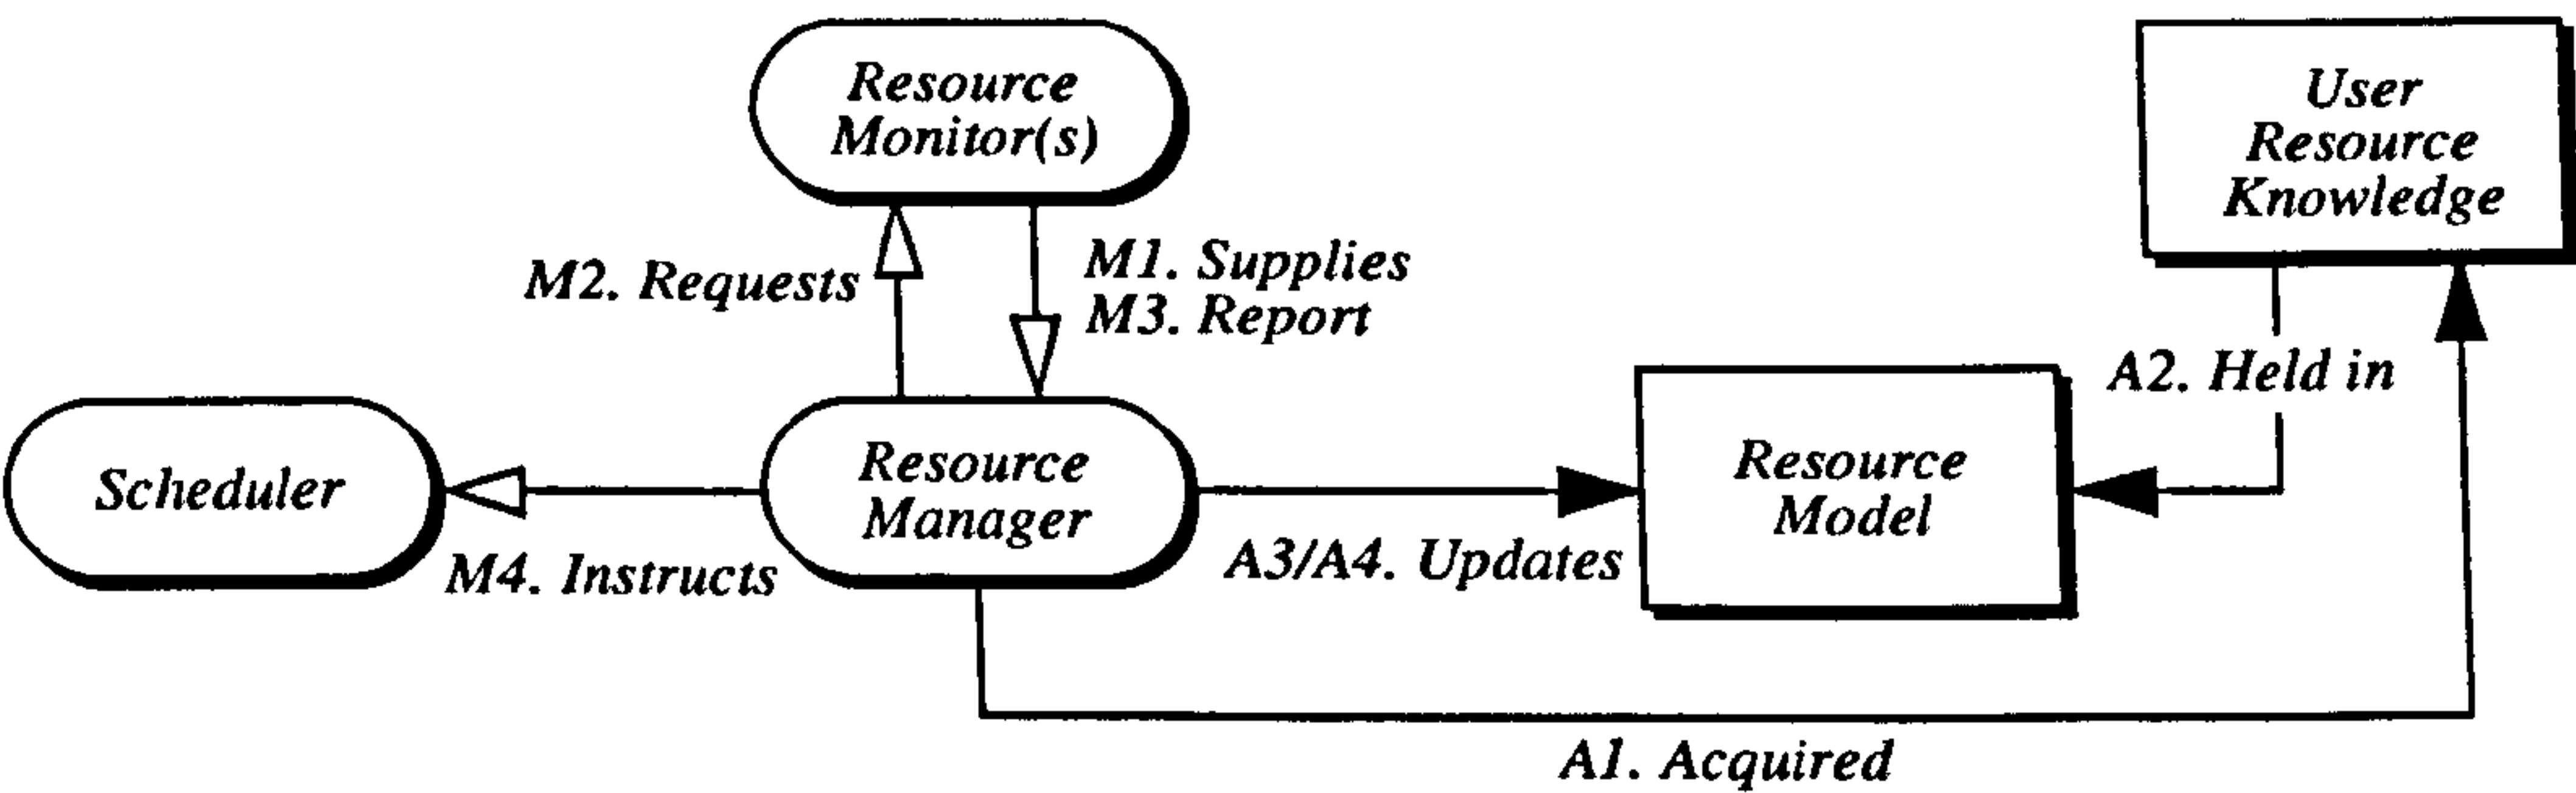 Resource
Monitor(s)
User
Resource
Knowledge
M2. Requests
M1. Supplies
M3. Report
A2. Held in
Scheduler
Resource
Manager
Resource
Model
M4. Instructs
A3/A4. Updates
A1. Acquired